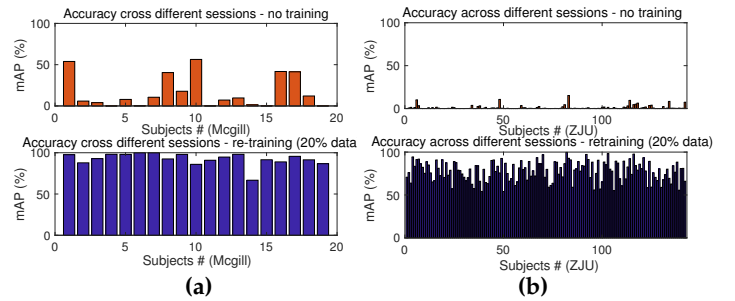 Accuracy cross different sessions - no training
100
50
0
mAP (%)
0 5 10 15 20
Subjects # (Mcgill)
Accuracy cross different sessions - re-training (20% data
100
50
0
mAP (%)
0 5 10 15 20
Subjects # (Mcgill)
(a)
Accuracy across different sessions - no training
100
50
0
mAP (%)
0 50 100
Subjects # (ZJU)
Accuracy across different sessions - retraining (20% data)
100
50
0
mAP (%)
0 50 100
Subjects # (ZJU)
(b)